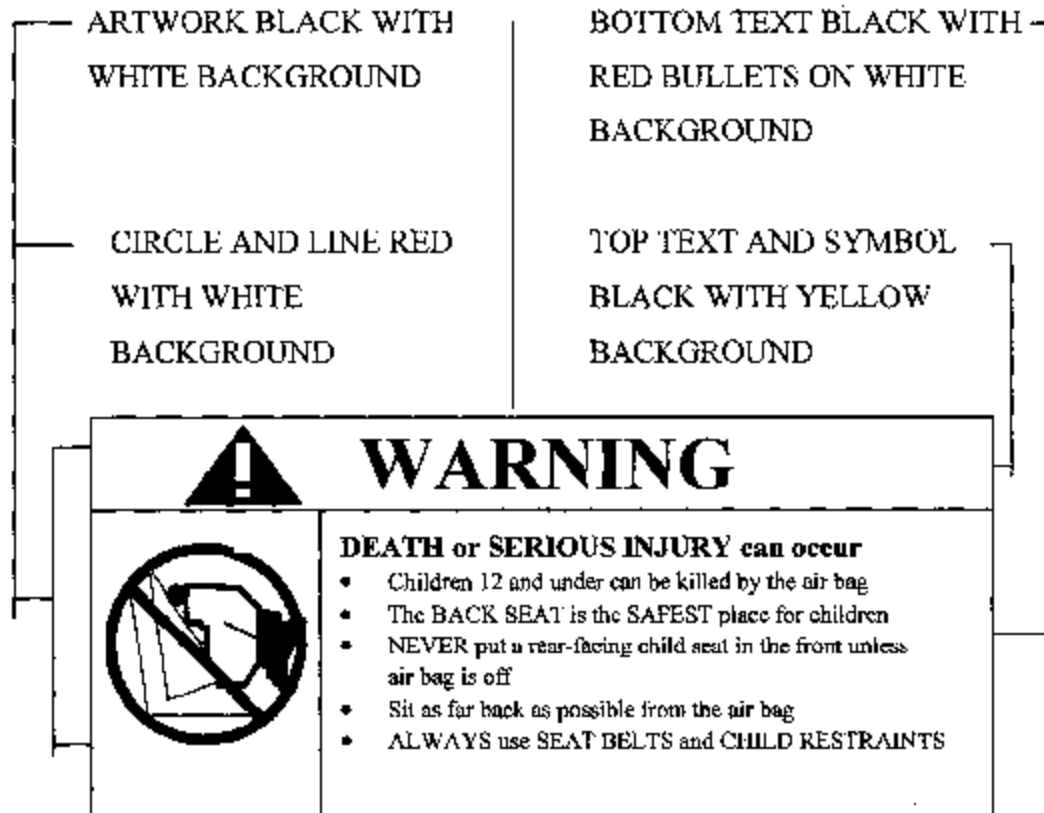 ARTWORK BLACK WITH
WHITE BACKGROUND
BOTTOM TEXT BLACK WITH
RED BULLETS ON WHITE
BACKGROUND
CIRCLE AND LINE RED
WITH WHITE
BACKGROUND
TOP TEXT AND SYMBOL
BLACK WITH YELLOW
BACKGROUND
WARNING
DEATH or SERIOUS INJURY can occur
• Children 12 and under can be killed by the air bag
• The BACK SEAT is the SAFEST place for children
• NEVER put a rear-facing child seat in the front unless
air bag is off
• Sit as far back as possible from the air bag
• ALWAYS use SEAT BELTS and CHILD RESTRAINTS